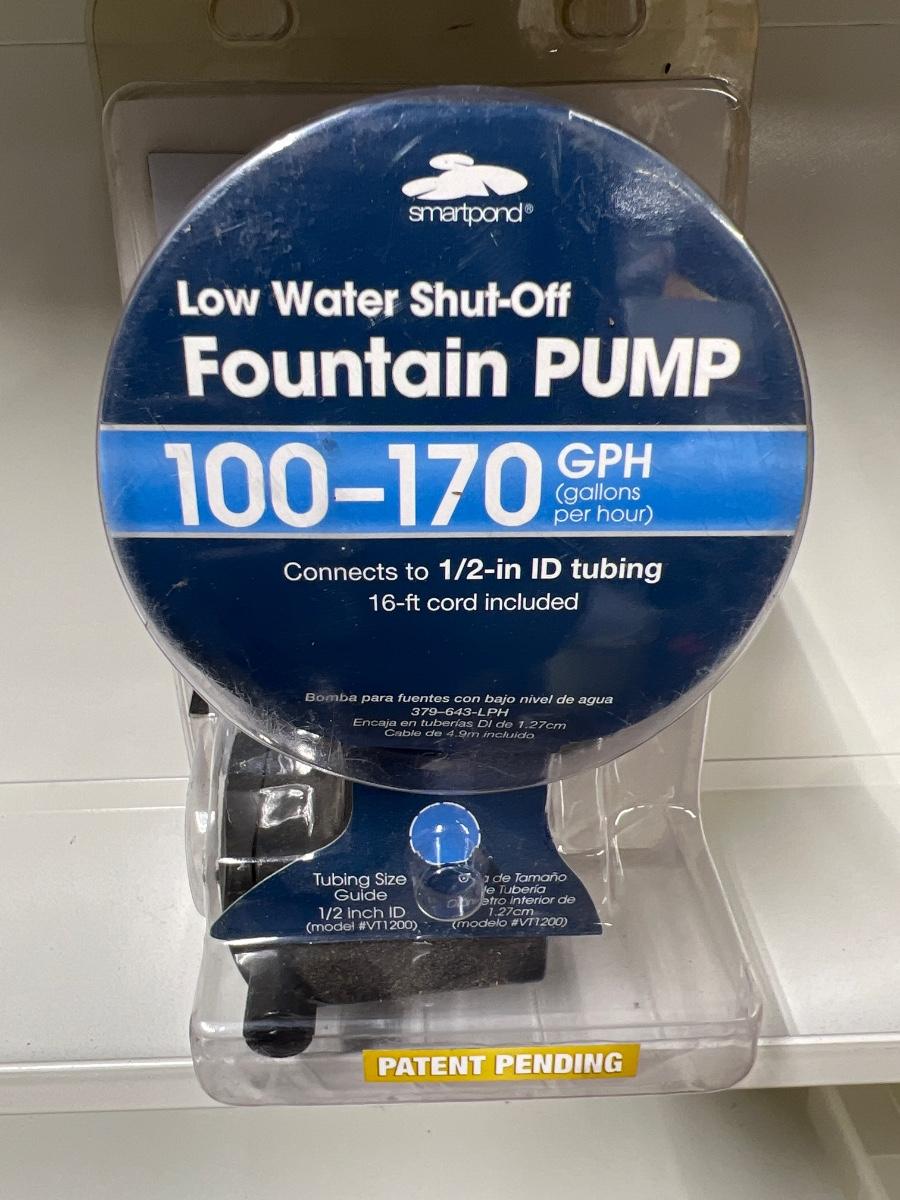 smartpond®
Low Water Shut-Off
Fountain PUMP
100–170 GPH
(gallons
per hour)
Connects to 1/2-in ID tubing
16-ft cord included
Bomba para fuentes con bajo nivel de agua
379–643-LPH
Encaja en tuberías DI de 1.27cm
Cable de 4.9m incluido
Tubing Size
Guide
1/2 inch ID
(model #VT1200)
de Tamaño
de Tubería
interior de
1.27cm
(modelo #VT1200)
PATENT PENDING